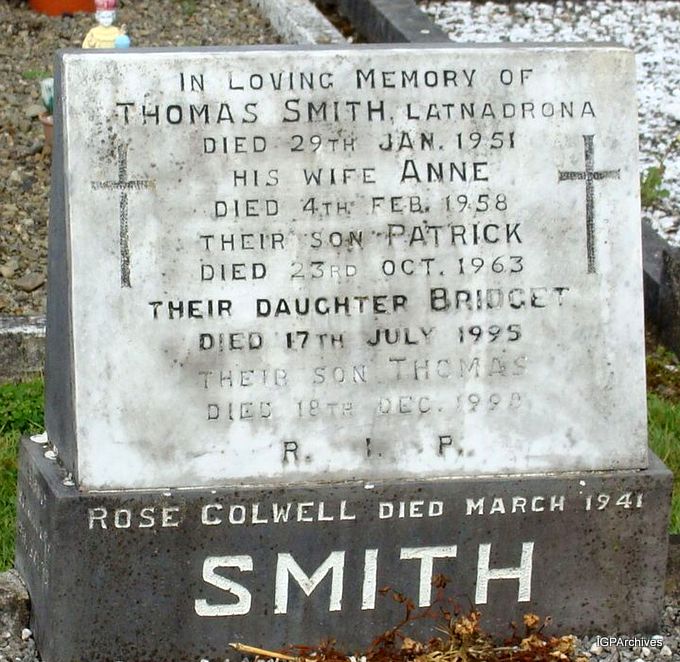 IN LOVING MEMORY OF
THOMAS SMITH, LATNADRONA
DIED 29TH JAN. 1951
HIS WIFE ANNE
DIED 4TH FEB. 1958
THEIR SON PATRICK
DIED 23RD OCT. 1963
THEIR DAUGHTER BRIDGET
DIED 17TH JULY 1995
THEIR SON THOMAS
DIED 18TH DEC.
R. I. P.
ROSE COLWELL DIED MARCH 1941
SMITH
IGPArchives